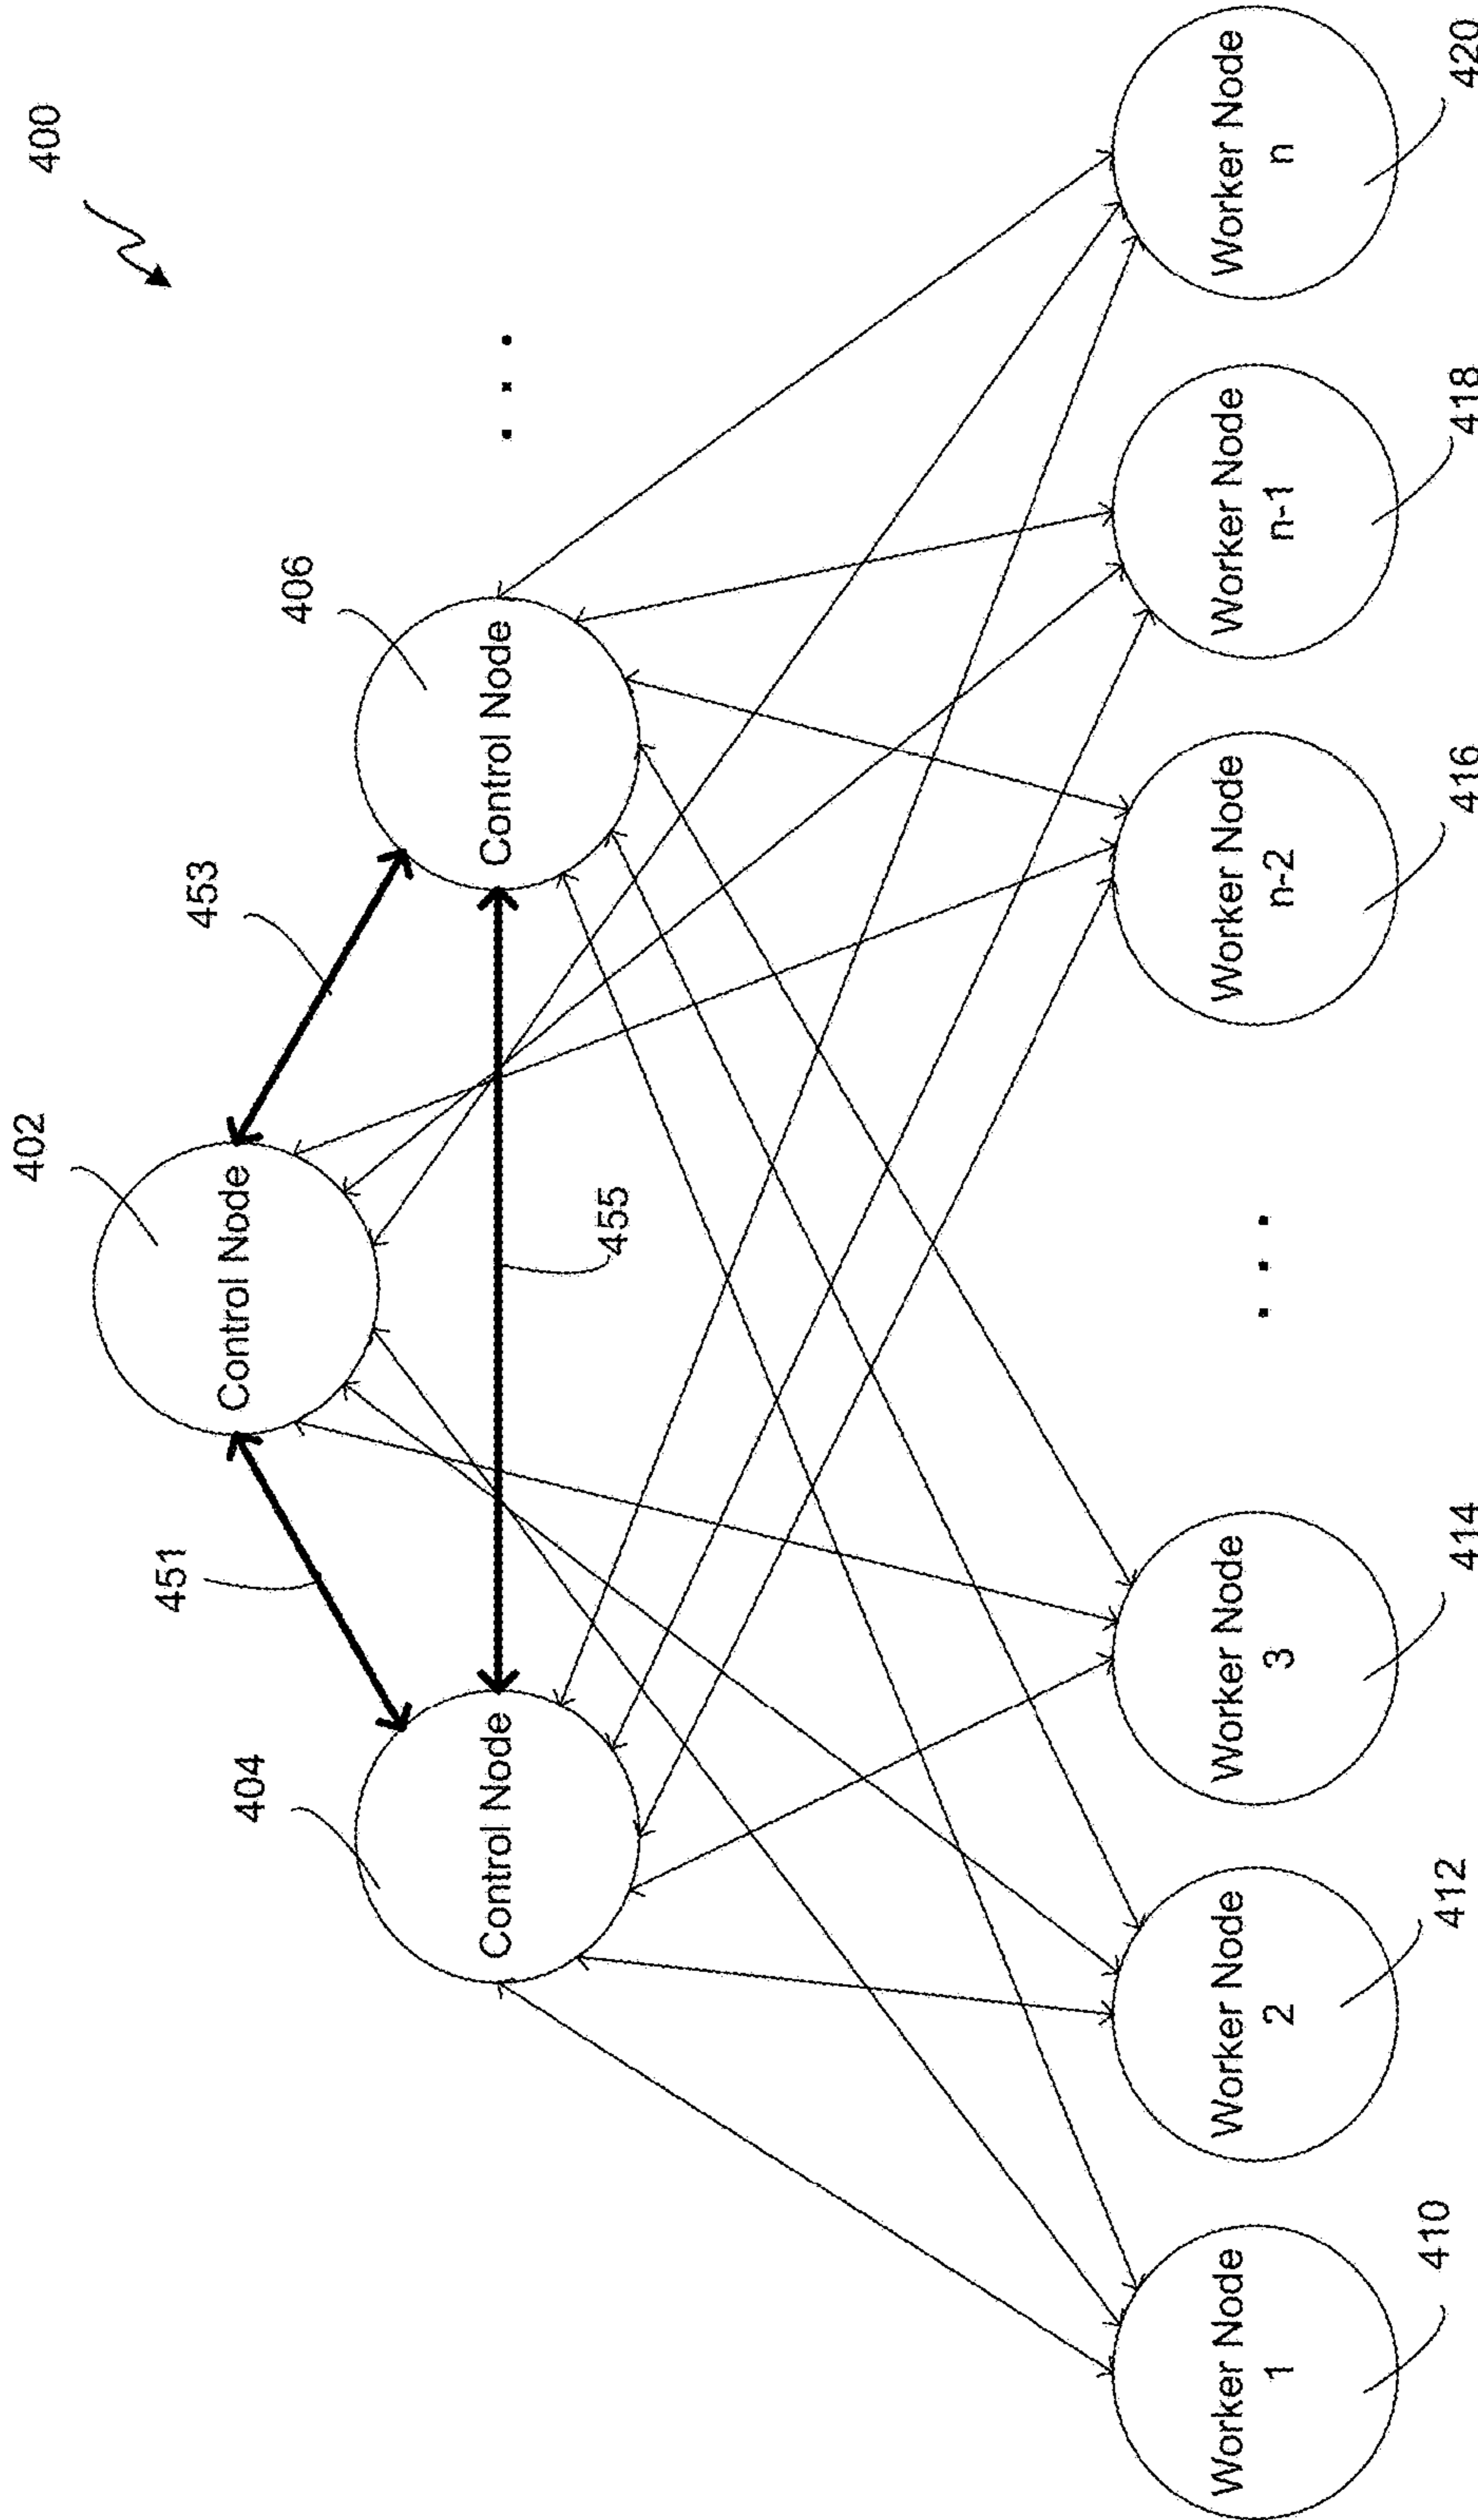 400
402
Control Node
451
453
404
Control Node
455
406
Control Node
. . .
Worker Node
1
410
Worker Node
2
412
Worker Node
3
414
. . .
Worker Node
n-2
416
Worker Node
n-1
418
Worker Node
n
420